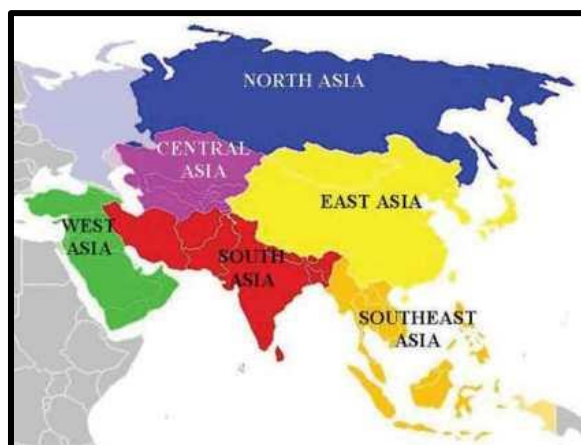 NORTH ASIA
CENTRAL
ASIA
EAST ASIA
WEST
ASIA
SOUTH
ASIA
SOUTHEAST
ASIA